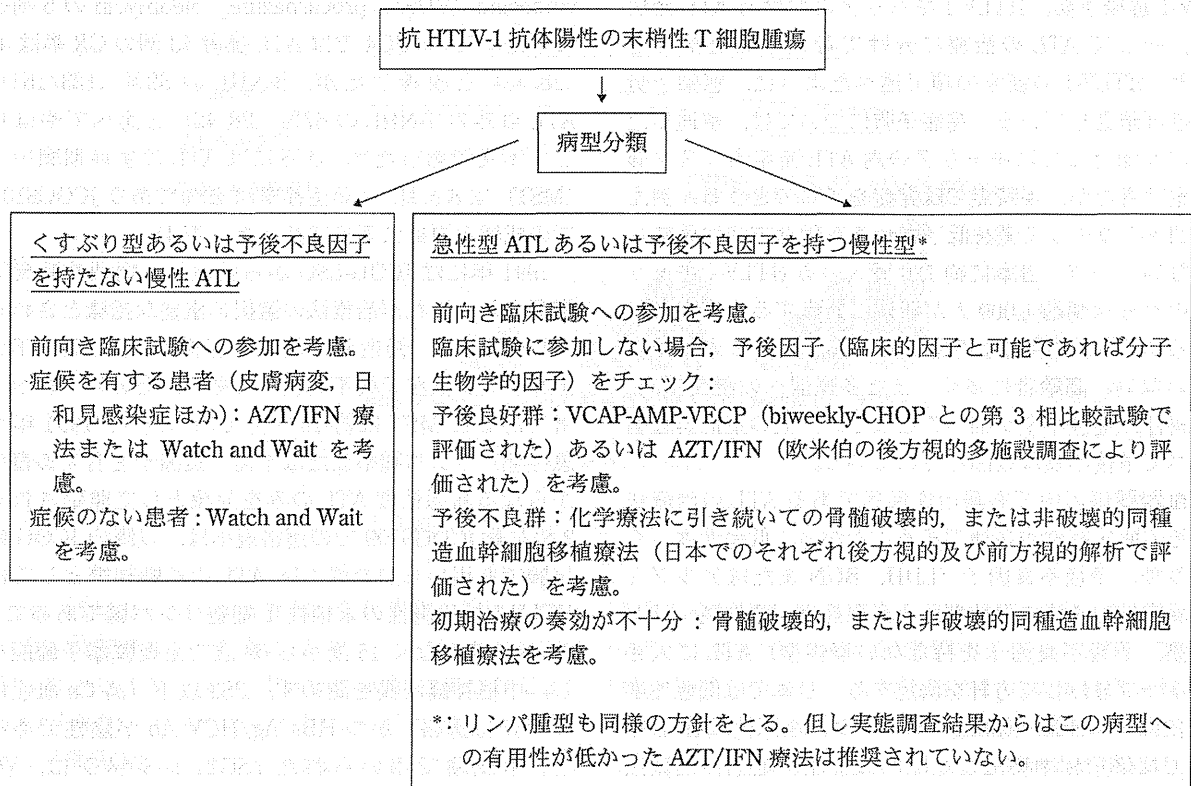 抗 HTLV-1 抗体陽性の末梢性 T 細胞腫瘍
病型分類
くすぶり型あるいは予後不良因子
を持たない慢性 ATL
前向き臨床試験への参加を考慮。
症候を有する患者（皮膚病変，日
和見感染症ほか）：AZT/IFN 療
法または Watch and Wait を考
慮。
症候のない患者：Watch and Wait
を考慮。
急性型 ATL あるいは予後不良因子を持つ慢性型*
前向き臨床試験への参加を考慮。
臨床試験に参加しない場合，予後因子（臨床的因子と可能であれば分子
生物学的因子）をチェック：
予後良好群：VCAP-AMP-VECP（biweekly-CHOP との第 3 相比較試験で
評価された）あるいは AZT/IFN（欧米伯の後方視的多施設調査により評
価された）を考慮。
予後不良群：化学療法に引き続いての骨髄破壊的，または非破壊的同種
造血幹細胞移植療法（日本でのそれぞれ後方視的及び前方視的解析で評
価された）を考慮。
初期治療の奏効が不十分：骨髄破壊的，または非破壊的同種造血幹細胞
移植療法を考慮。
*：リンパ腫型も同様の方針をとる。但し実態調査結果からはこの病型へ
の有用性が低かった AZT/IFN 療法は推奨されていない。